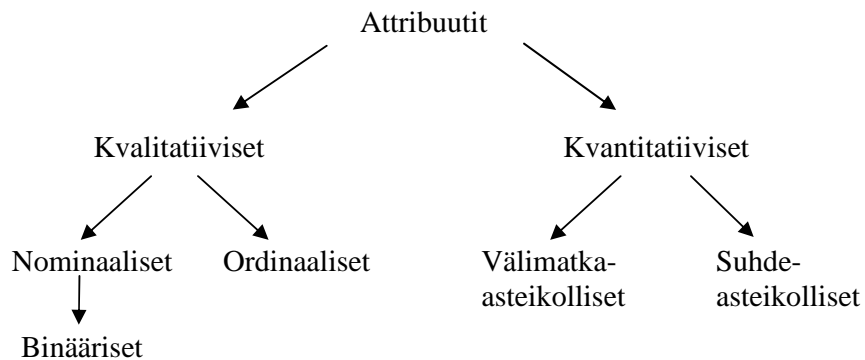 Attribuutit
Kvalitatiiviset
Kvantitatiiviset
Nominaaliset
Ordinaaliset
Välimatka-
asteikolliset
Suhde-
asteikolliset
Binääriset